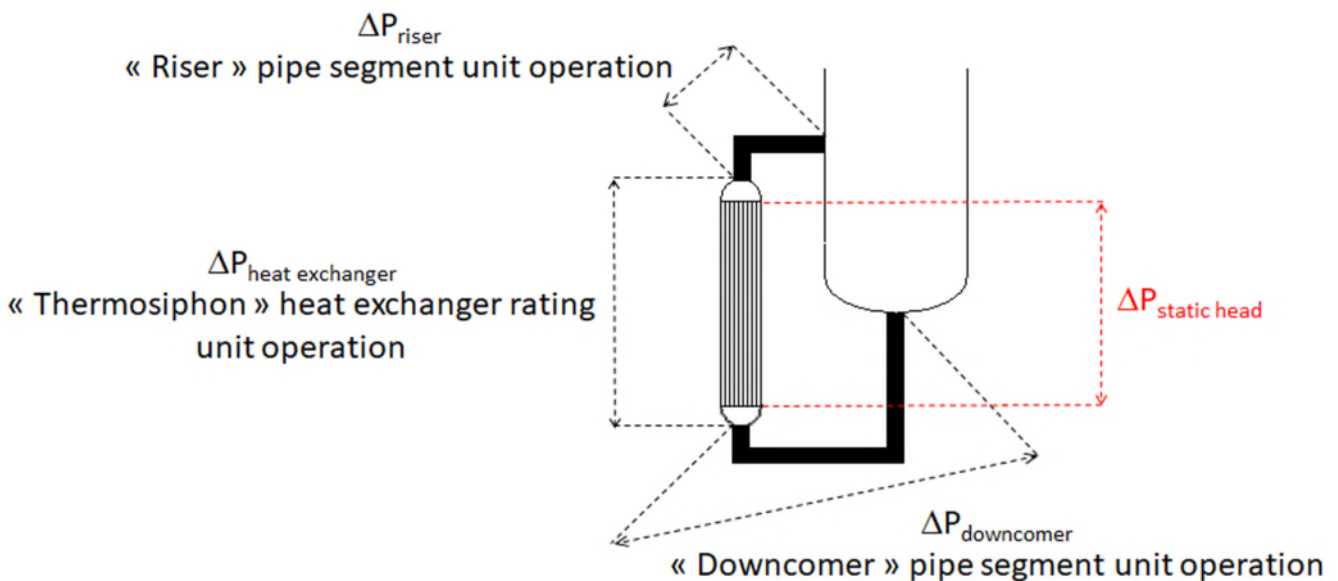 ΔPriser
« Riser » pipe segment unit operation
ΔPheat exchanger
« Thermosiphon » heat exchanger rating
unit operation
ΔPstatic head
ΔPdowncomer
« Downcomer » pipe segment unit operation